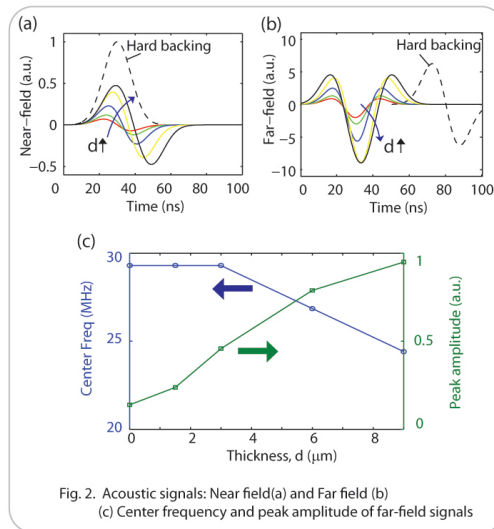 (a)
Hard backing
1
0.5
0
-0.5
Near-field (a.u.)
d↑
0 20 40 60 80 100
Time (ns)
(b)
Hard backing
10
5
0
-5
-10
Far-field (a.u.)
d↑
0 20 40 60 80 100
Time (ns)
(c)
30
25
20
Center Freq (MHz)
1
0.5
0
Peak amplitude (a.u.)
0 2 4 6 8
Thickness, d (μm)
Fig. 2. Acoustic signals: Near field(a) and Far field (b)
(c) Center frequency and peak amplitude of far-field signals